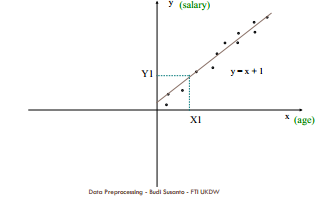 y (salary)
Y1
y = x + 1
X1
x (age)
Data Preprocessing - Budi Susanto - FTI UKDW